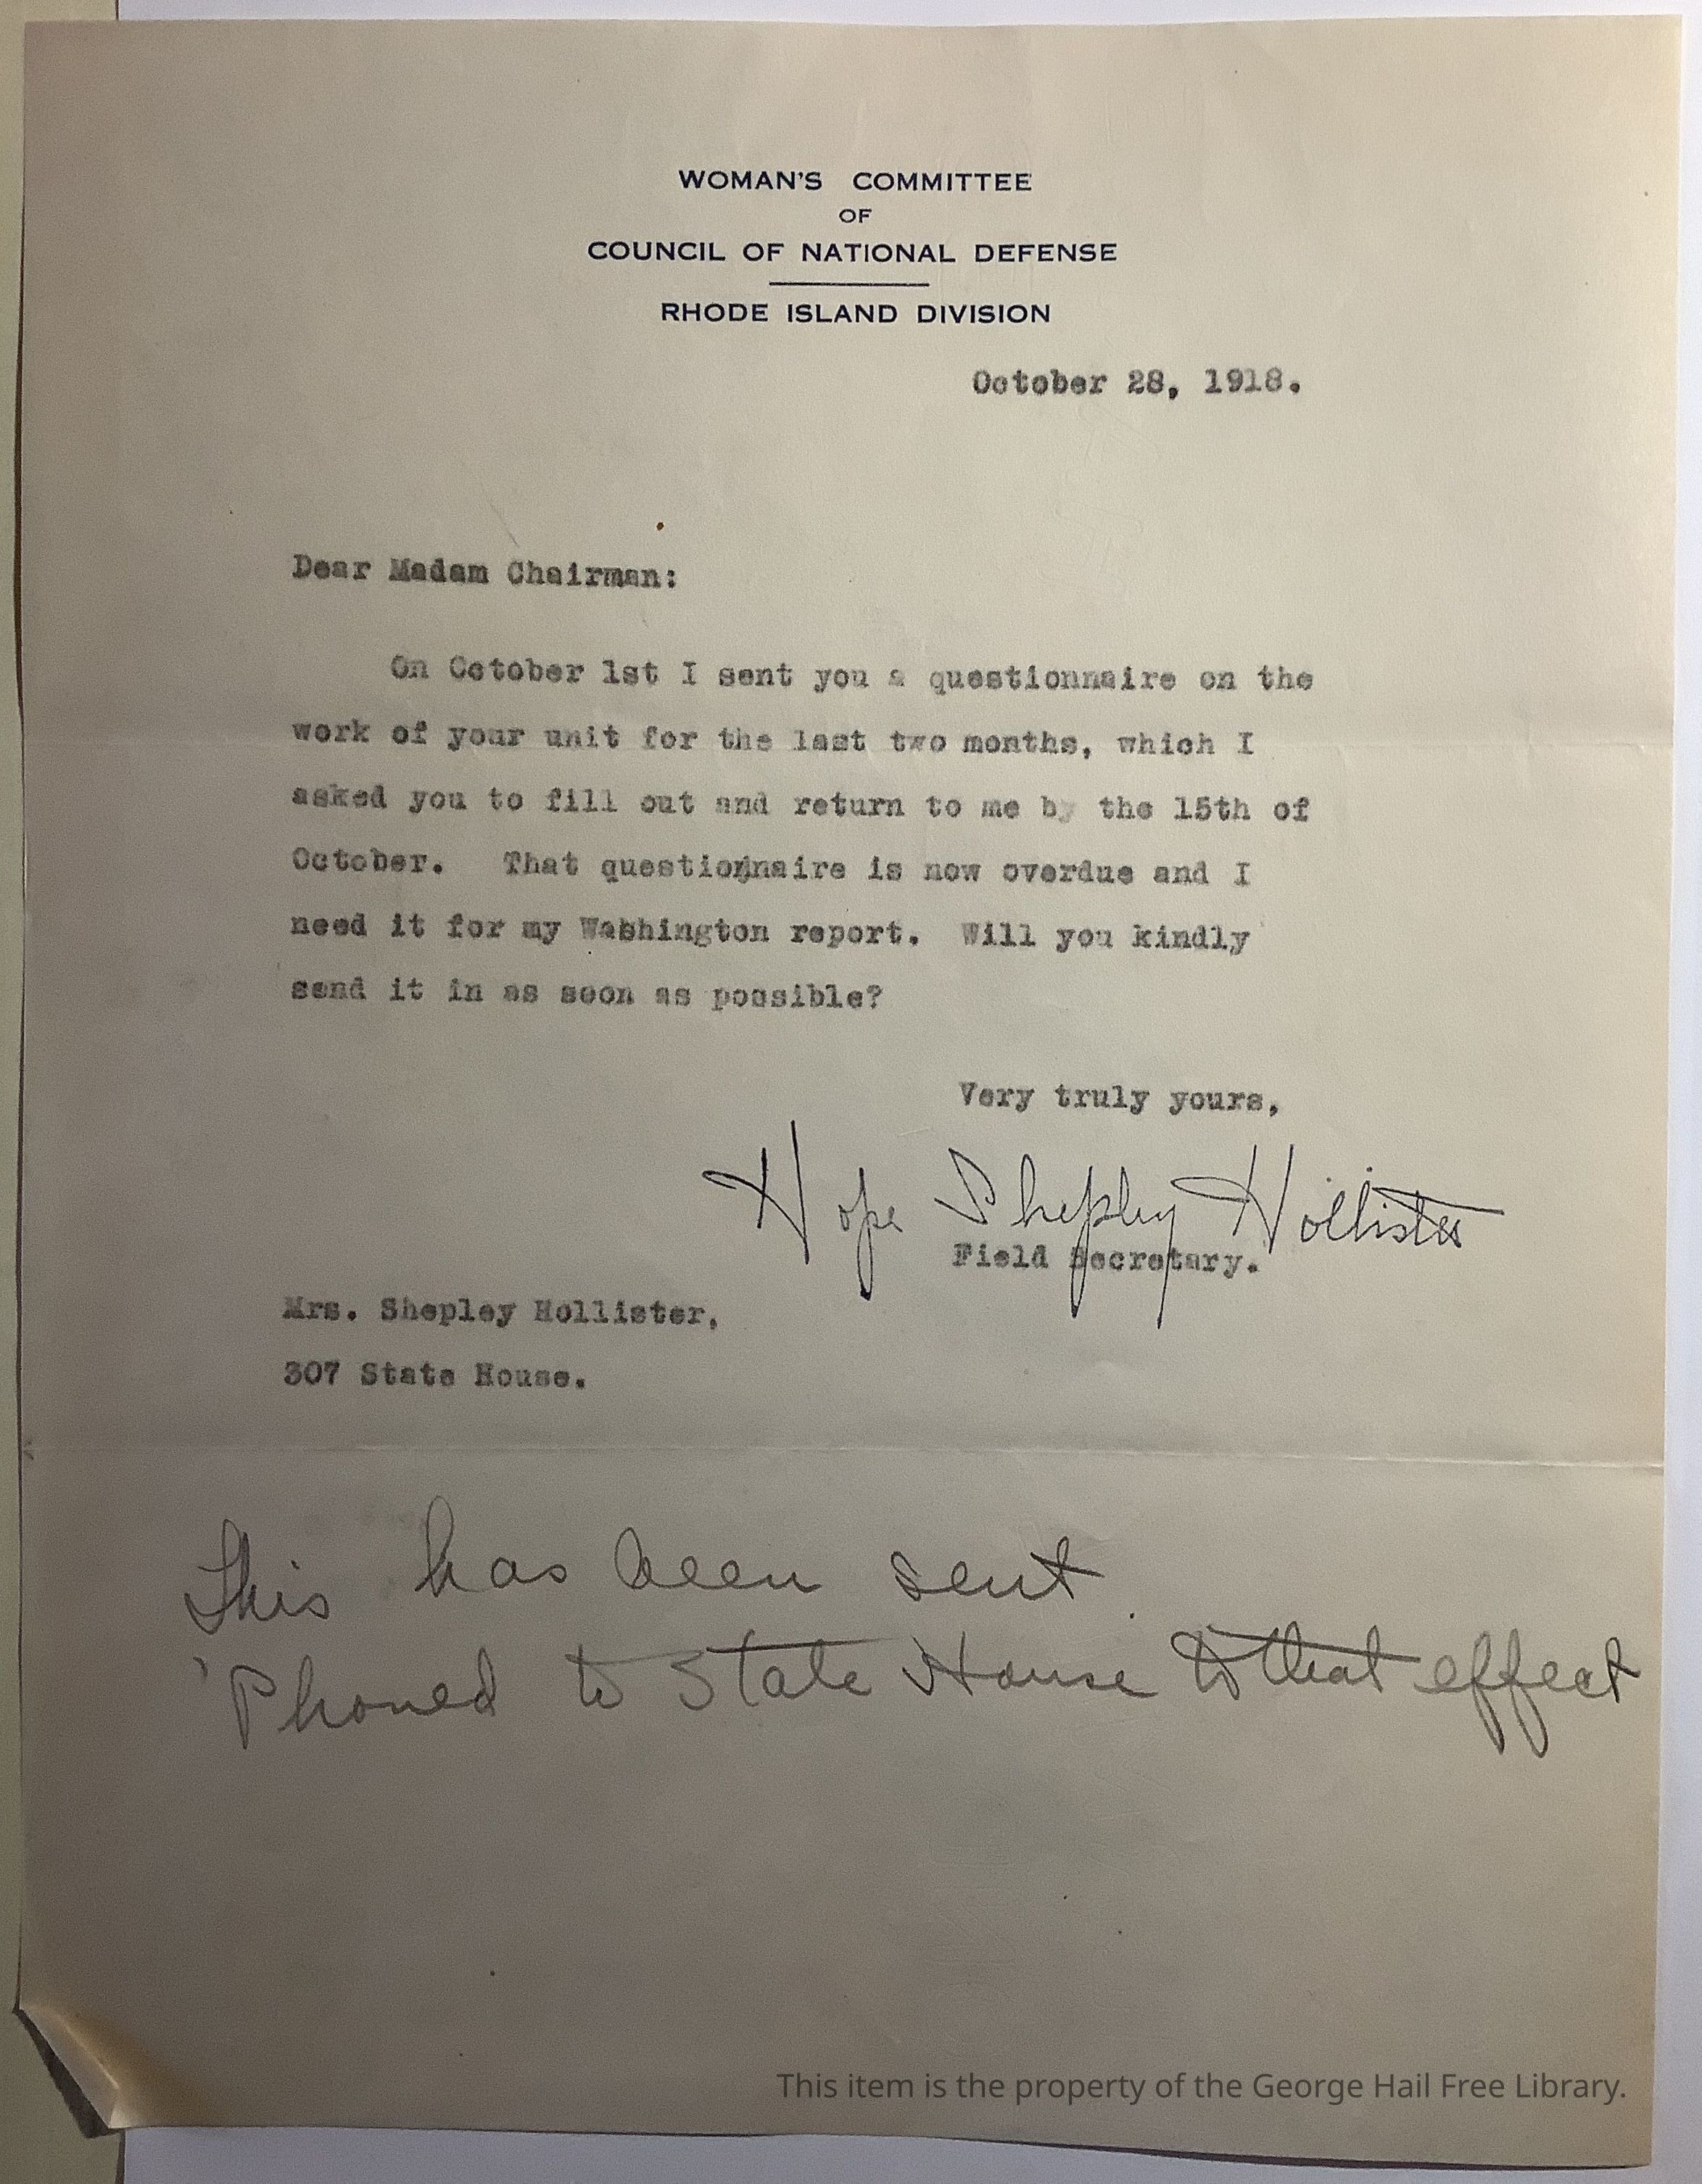 WOMAN'S COMMITTEE
OF
COUNCIL OF NATIONAL DEFENSE
RHODE ISLAND DIVISION
October 28, 1918.
Dear Madam Chairman:
On October 1st I sent you a questionnaire on the
work of your unit for the last two months, which I
asked you to fill out and return to me by the 15th of
October. That questionnaire is now overdue and I
need it for my Washington report. Will you kindly
send it in as soon as possible?
Very truly yours,
Hope Shepley Hollister
Field Secretary.
Mrs. Shepley Hollister,
307 State House.
This has been sent
'Phoned to State House to that effect
This item is the property of the George Hail Free Library.